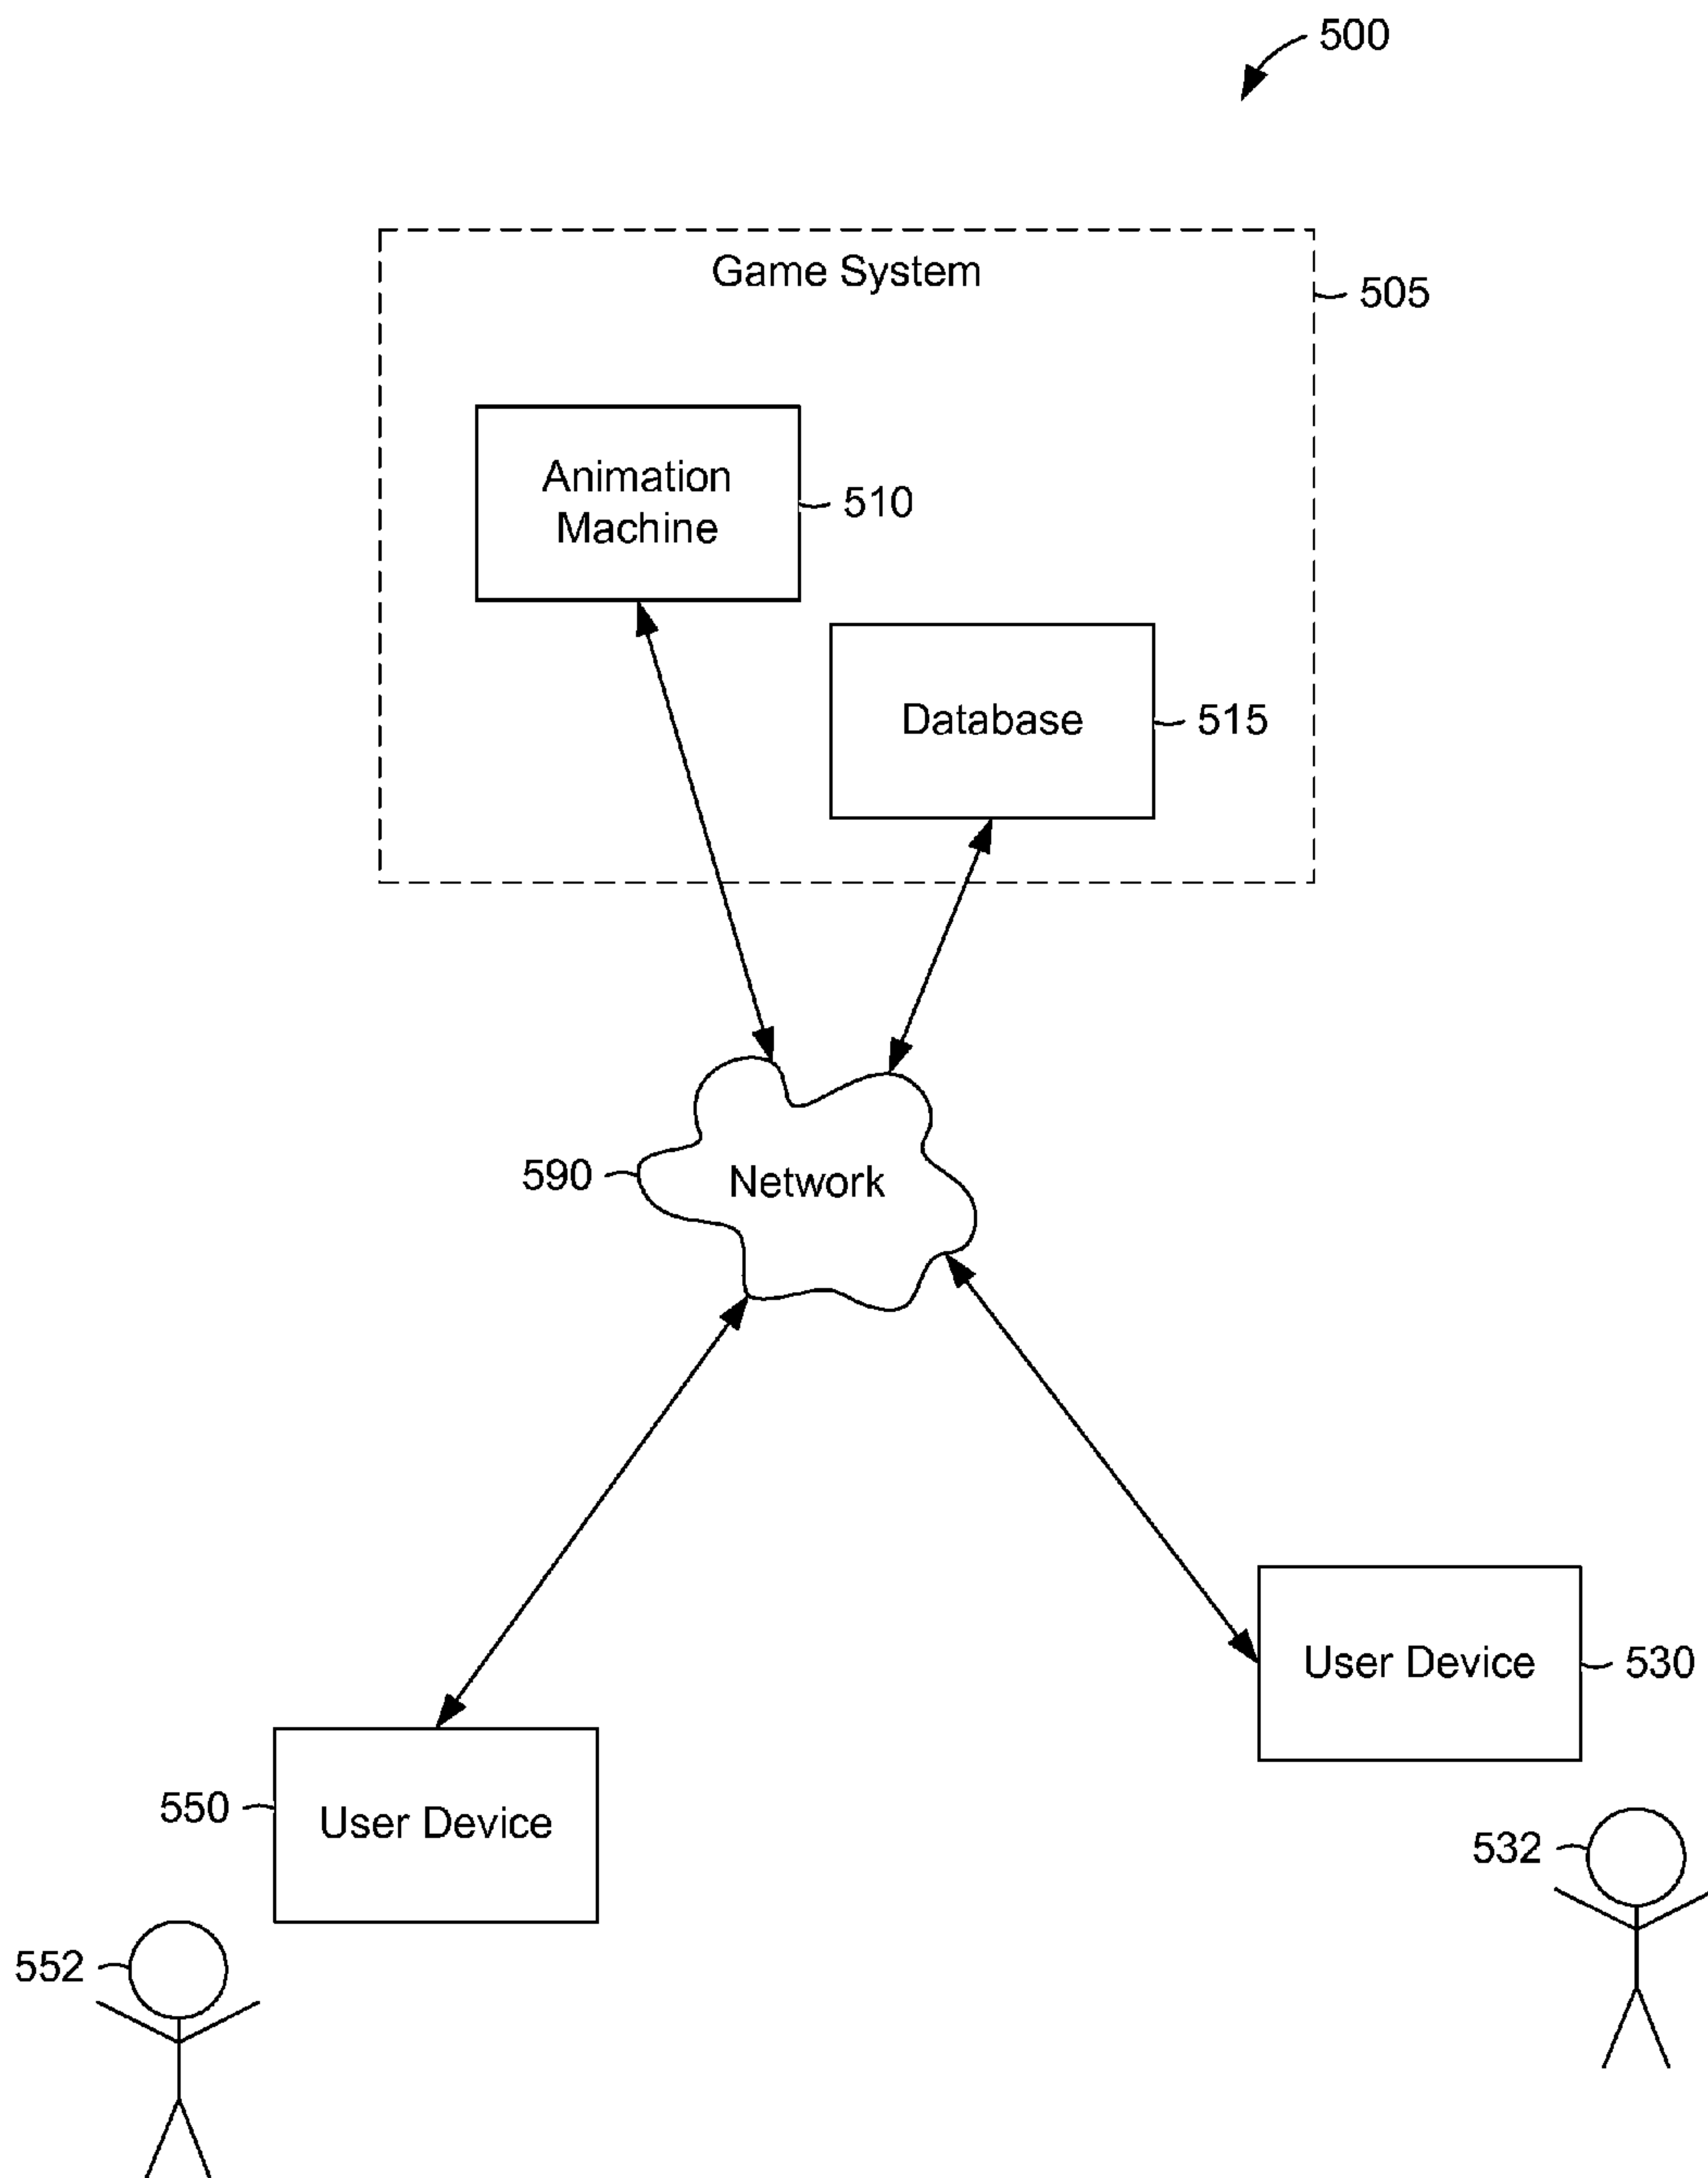 500
Game System
505
Animation
Machine
510
Database
515
590
Network
User Device
530
550
User Device
532
552